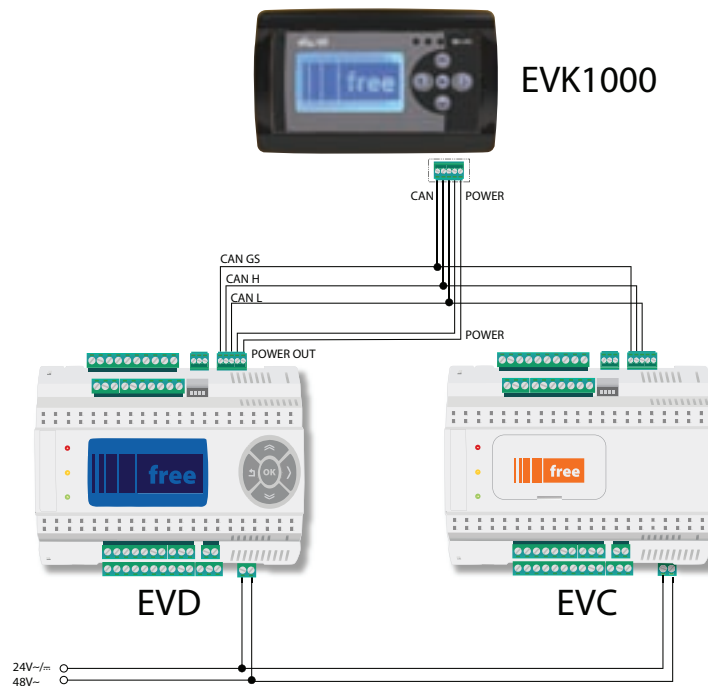 free
EVK1000
CAN
POWER
CAN GS
CAN H
CAN L
POWER
POWER OUT
free
OK
free
EVD
EVC
24V~/⎓
48V~